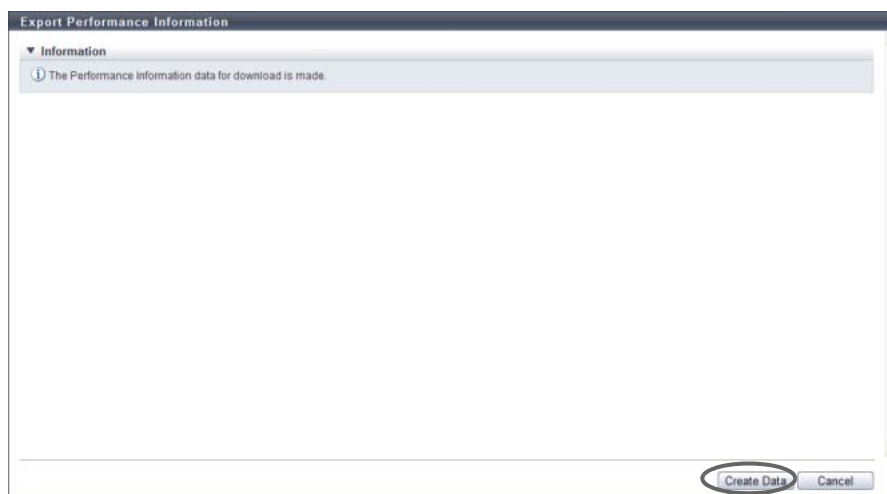 Export Performance Information
Information
The Performance information data for download is made.
Create Data Cancel